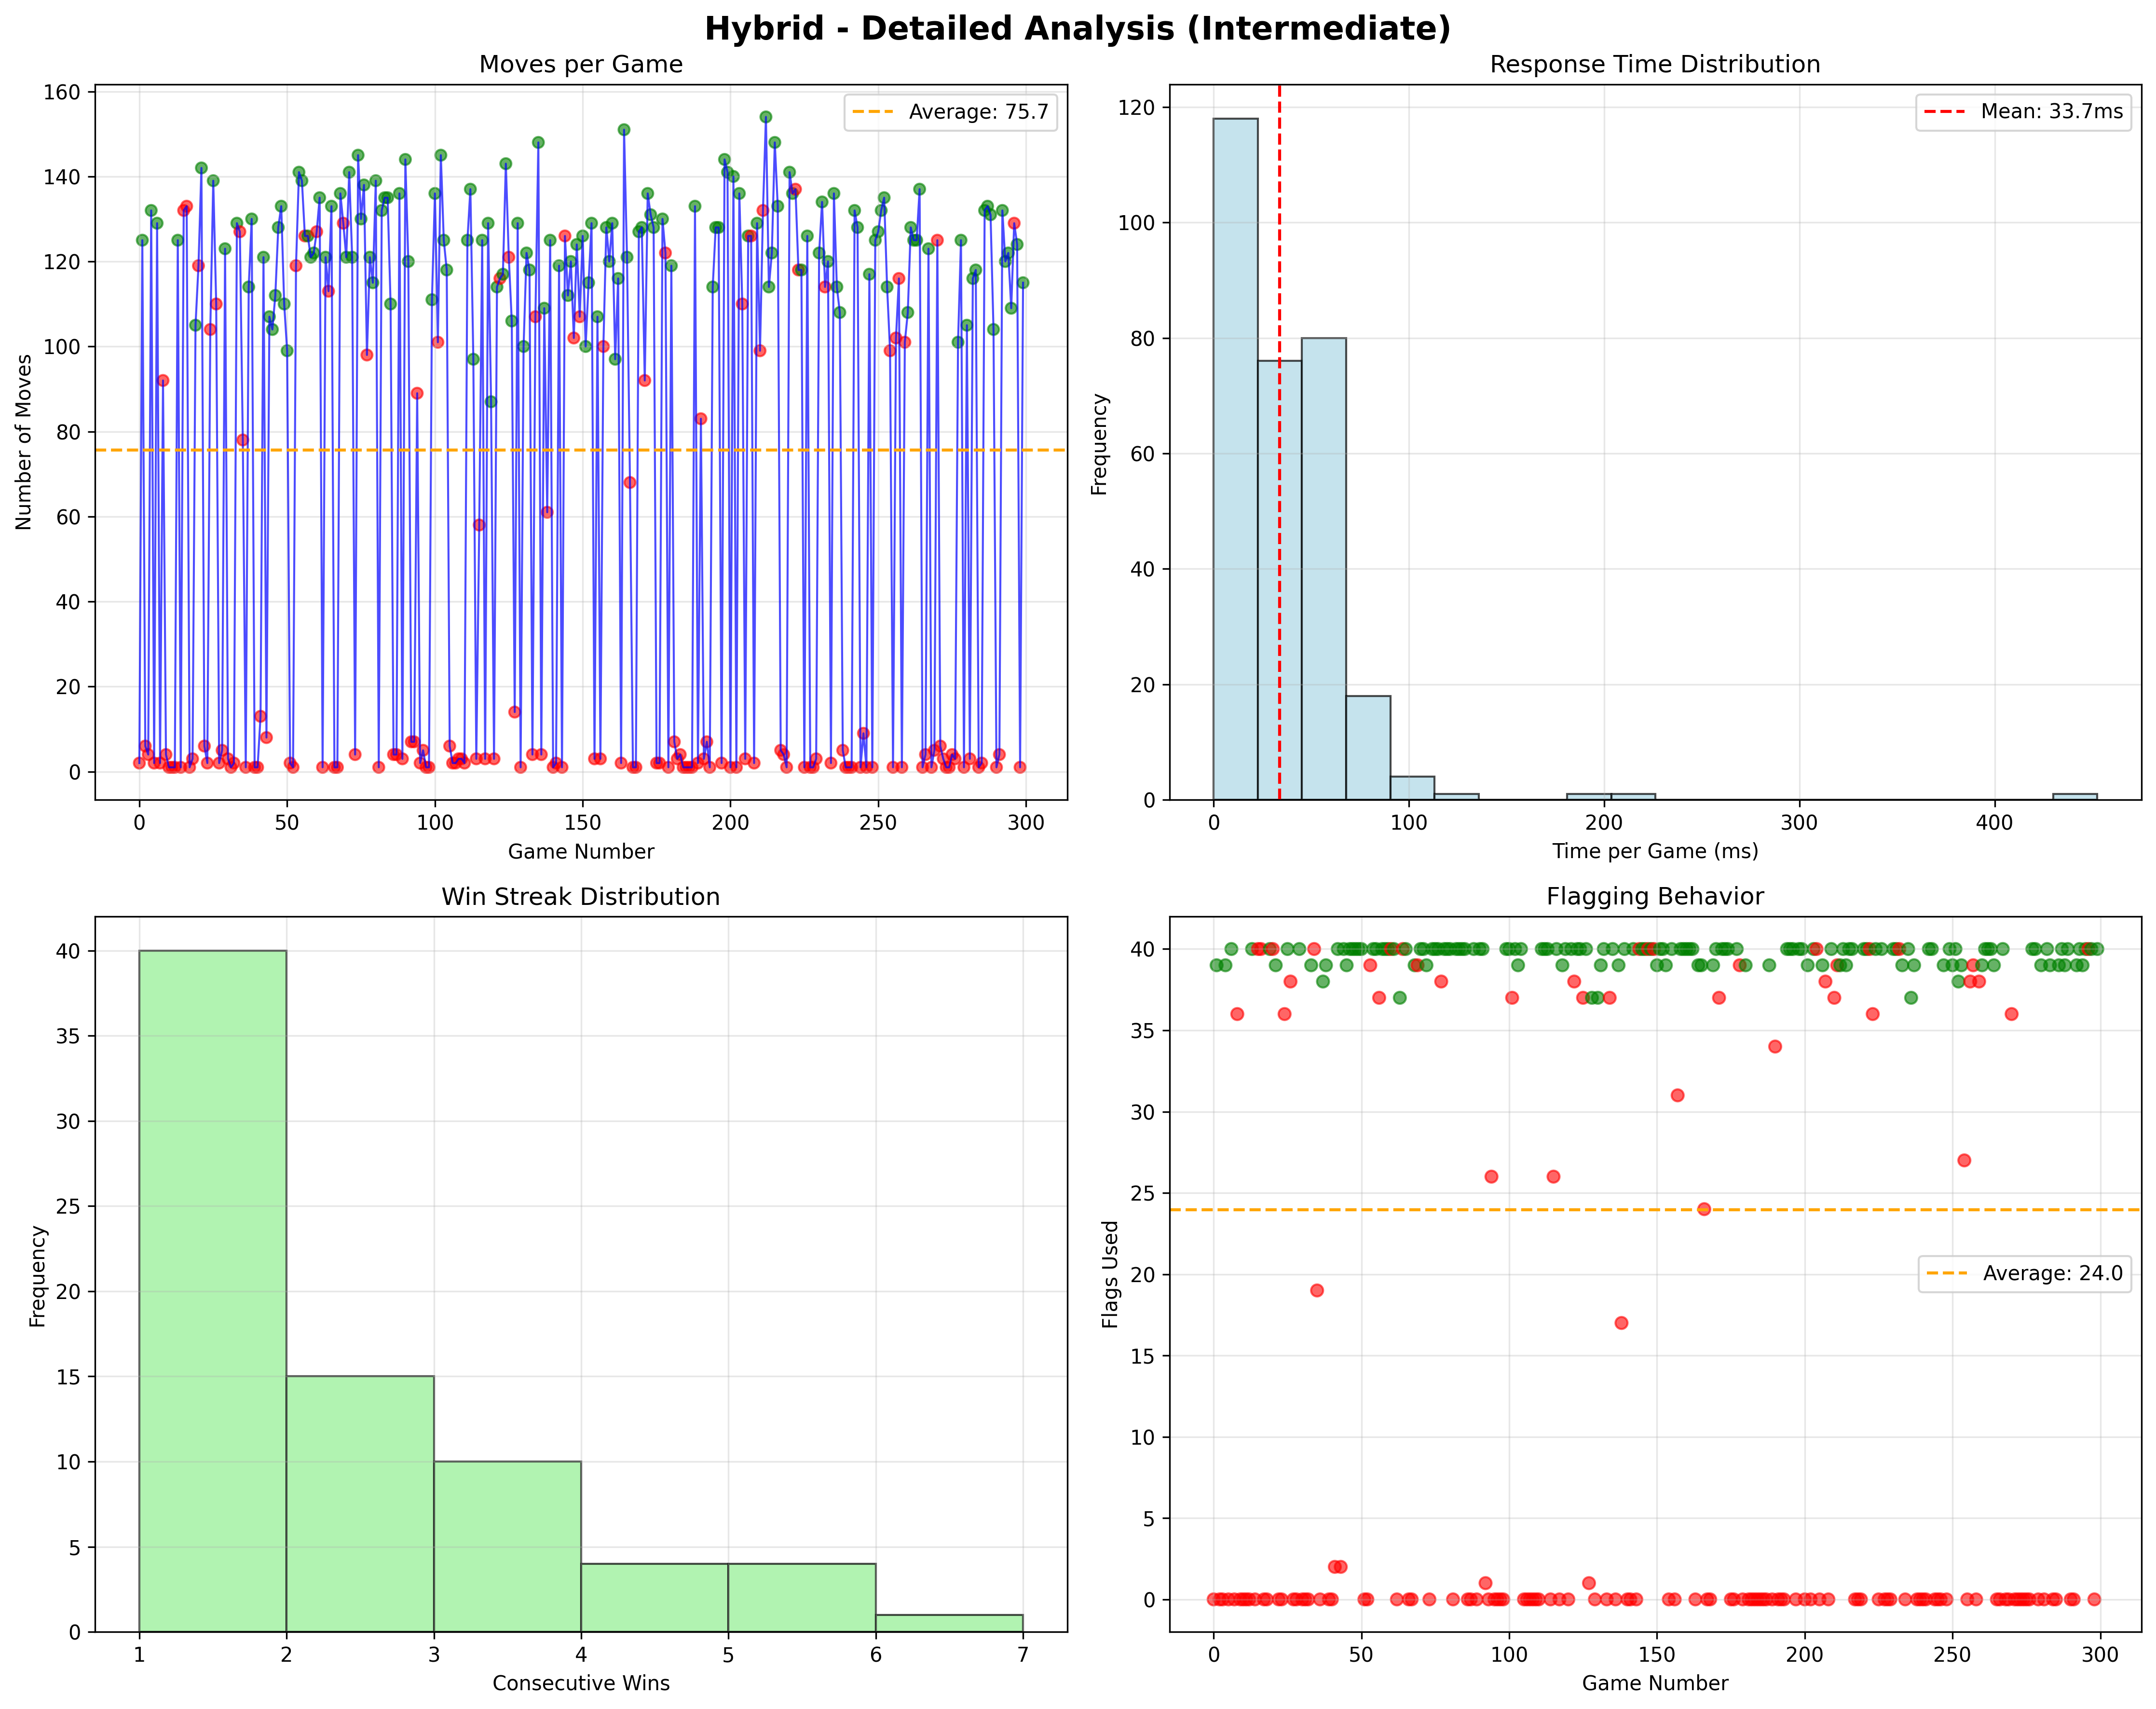 Hybrid - Detailed Analysis (Intermediate)
Moves per Game
Number of Moves
160
140
120
100
80
60
40
20
0
Average: 75.7
0 50 100 150 200 250 300
Game Number
Response Time Distribution
Frequency
120
100
80
60
40
20
0
Mean: 33.7ms
0 100 200 300 400
Time per Game (ms)
Win Streak Distribution
Frequency
40
35
30
25
20
15
10
5
0
1 2 3 4 5 6 7
Consecutive Wins
Flagging Behavior
Flags Used
40
35
30
25
20
15
10
5
0
Average: 24.0
0 50 100 150 200 250 300
Game Number